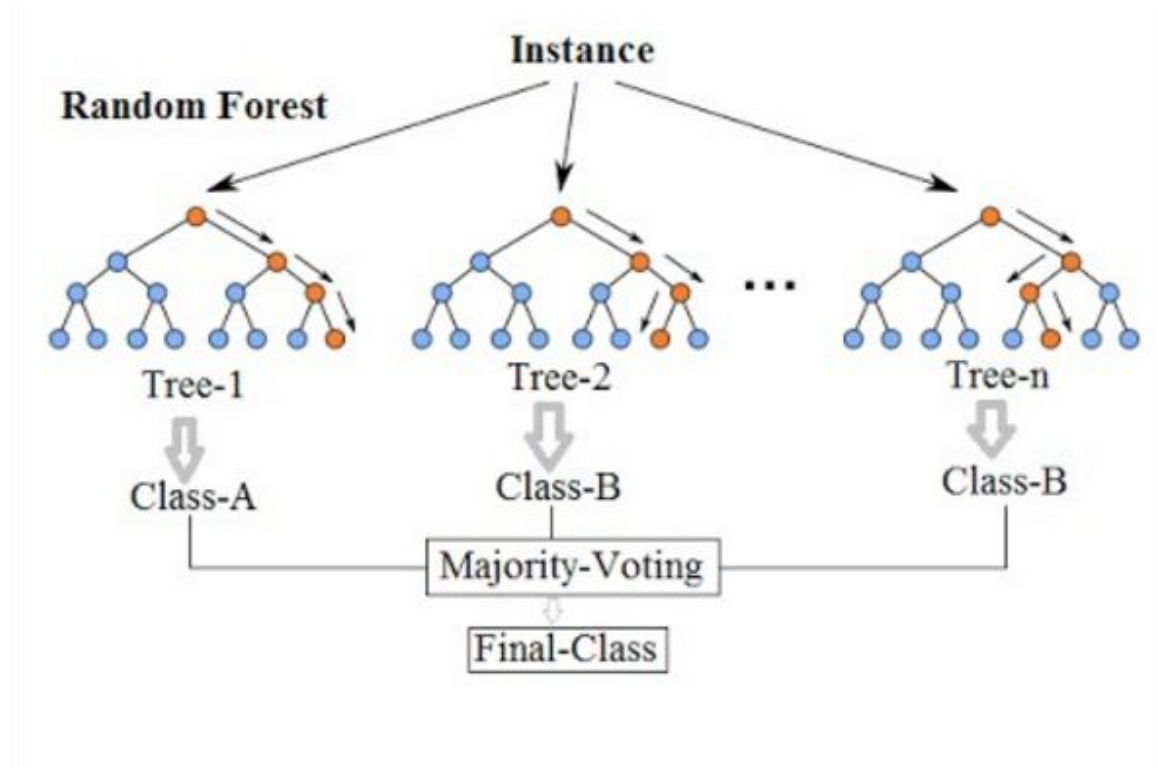 Instance
Random Forest
...
Tree-1
Tree-2
Tree-n
Class-A
Class-B
Class-B
Majority-Voting
Final-Class